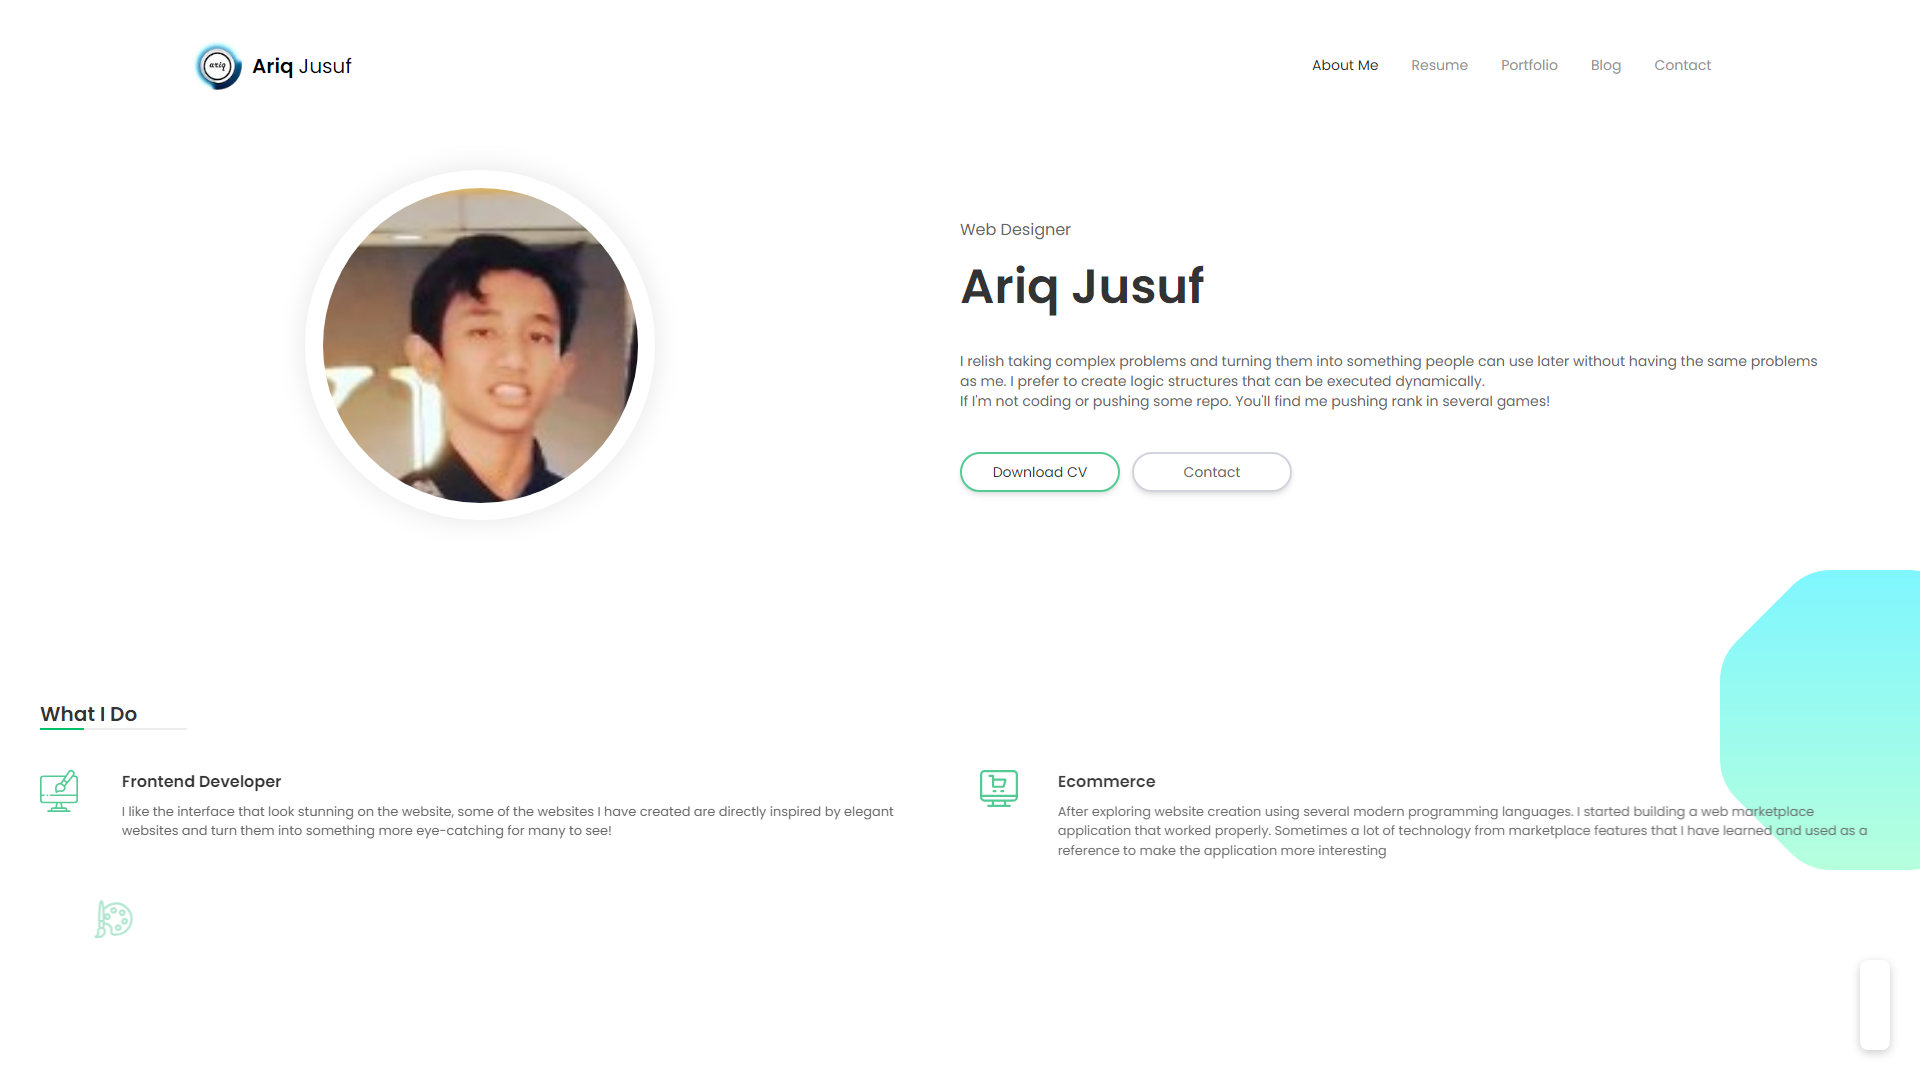 ariq
Ariq Jusuf
About Me
Resume
Portfolio
Blog
Contact
Web Designer
Ariq Jusuf
I relish taking complex problems and turning them into something people can use later without having the same problems
as me. I prefer to create logic structures that can be executed dynamically.
If I'm not coding or pushing some repo. You'll find me pushing rank in several games!
Download CV
Contact
What I Do
Frontend Developer
I like the interface that look stunning on the website, some of the websites I have created are directly inspired by elegant
websites and turn them into something more eye-catching for many to see!
Ecommerce
After exploring website creation using several modern programming languages. I started building a web marketplace
application that worked properly. Sometimes a lot of technology from marketplace features that I have learned and used as a
reference to make the application more interesting